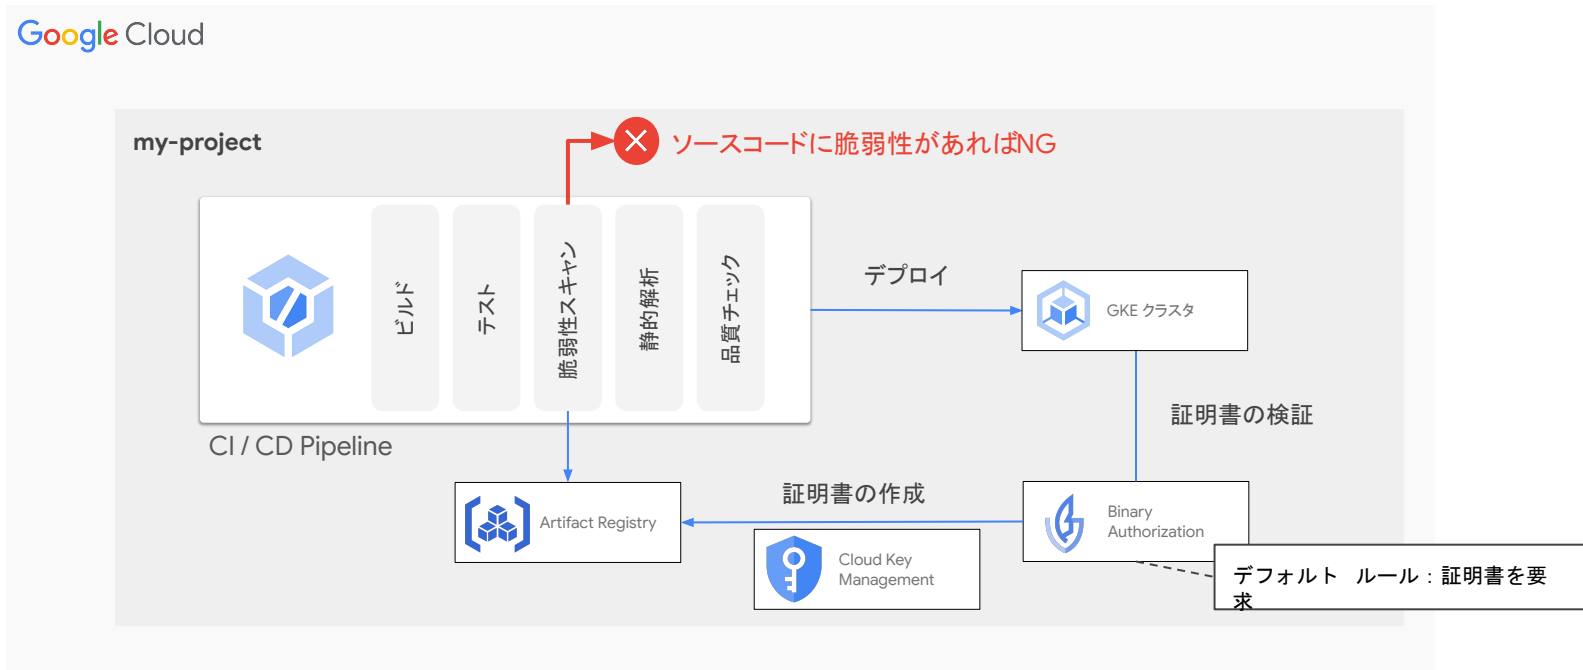 Google Cloud
my-project
ソースコードに脆弱性があればNG
ビルド
テスト
脆弱性スキャン
静的解析
品質チェック
CI / CD Pipeline
デプロイ
GKE クラスタ
証明書の検証
Artifact Registry
証明書の作成
Cloud Key
Management
Binary
Authorization
デフォルト ルール：証明書を要
求